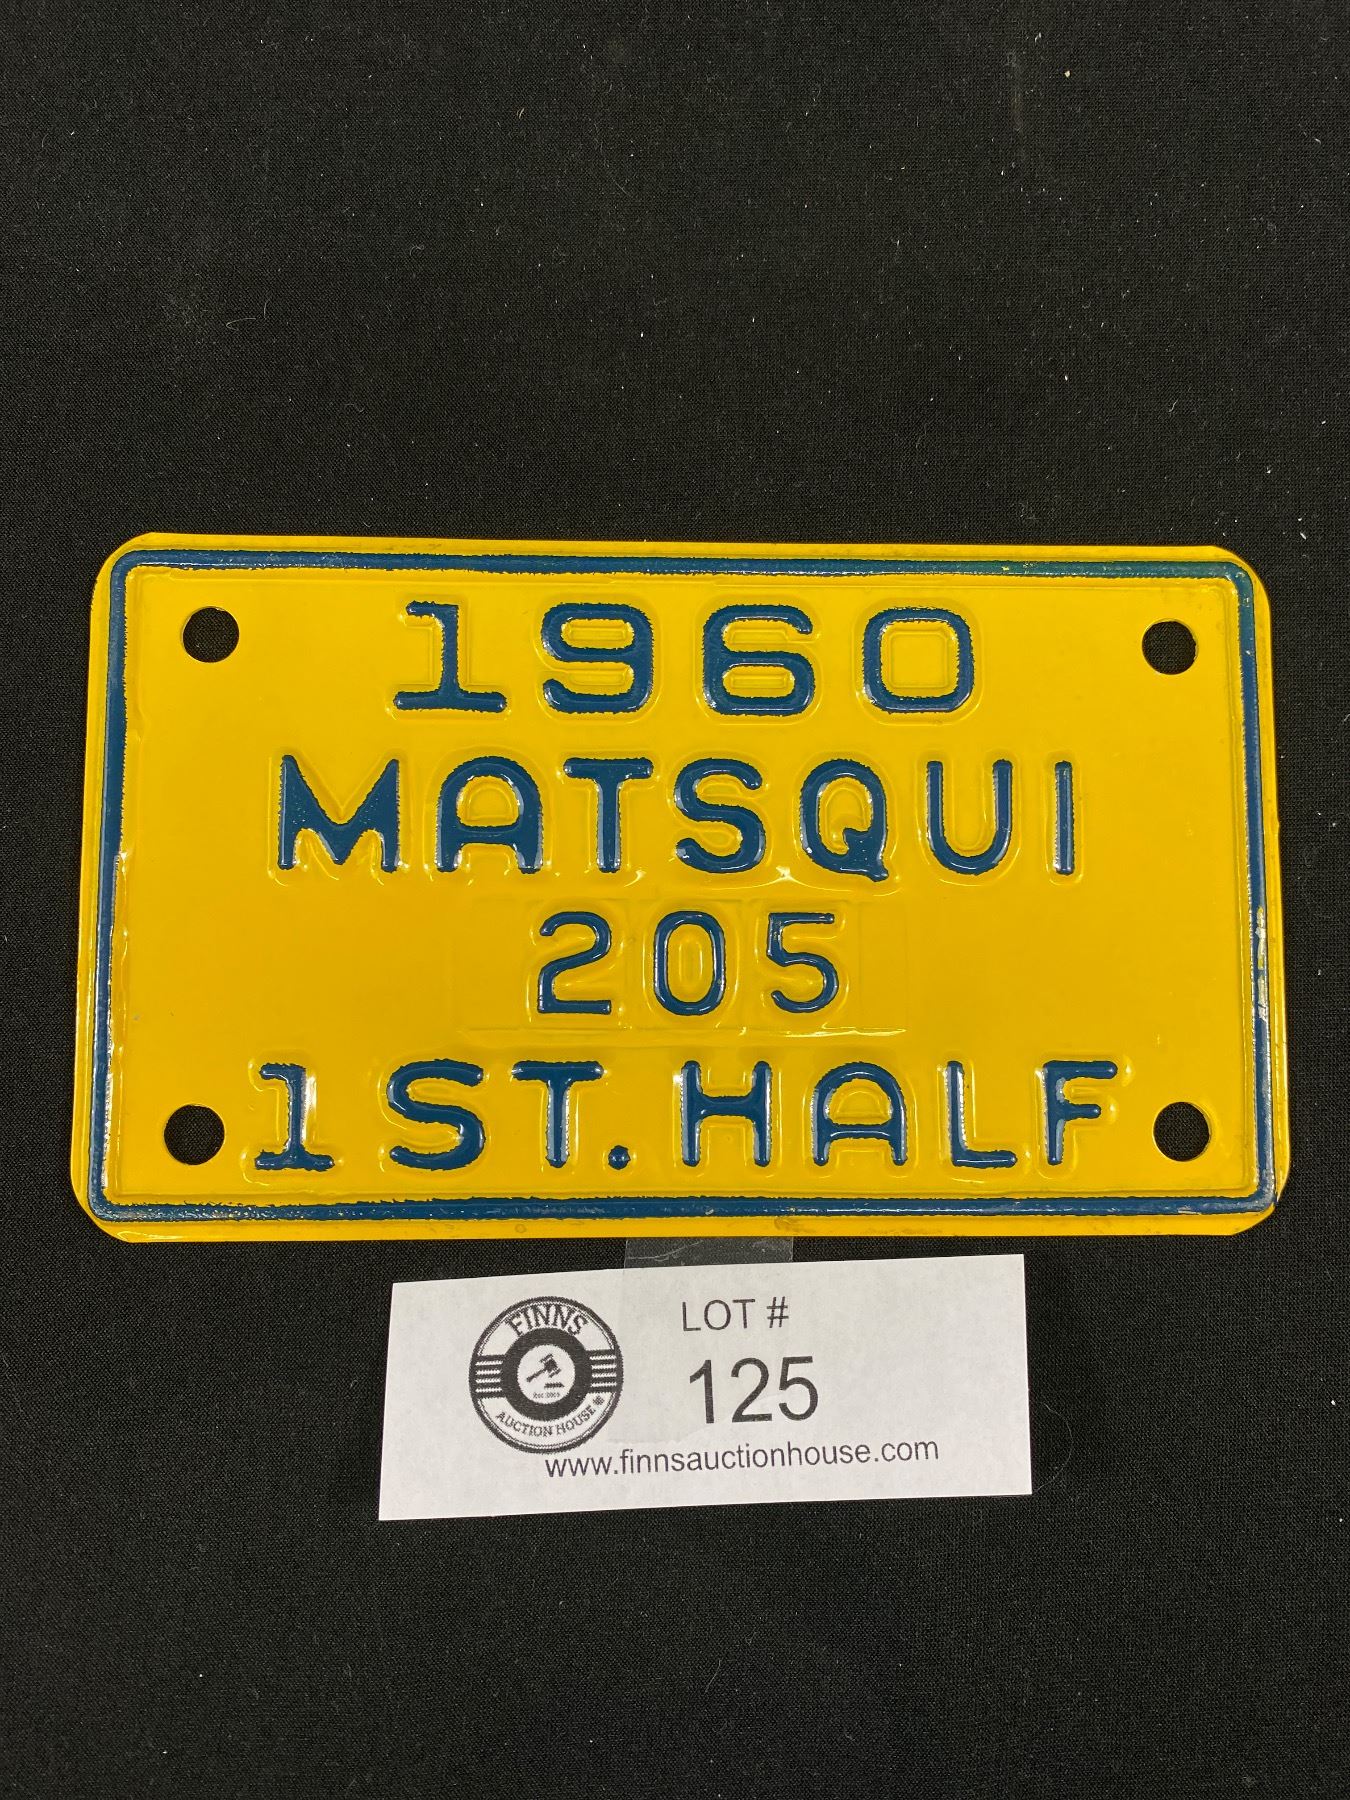 1960
MATSQUI
205
1ST. HALF
FINNS
AUCTION HOUSE
LOT #
125
www.finnsauctionhouse.com